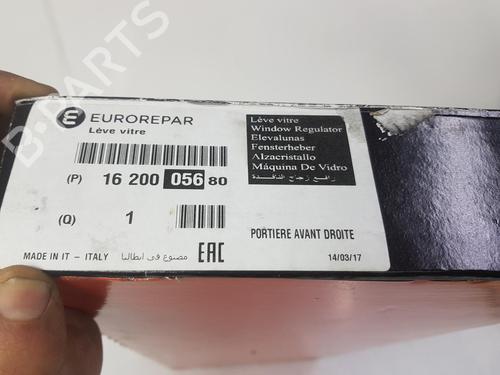 B-PARTS
EUROREPAR
Lève vitre
(P) 16 200 056 80
(Q) 1
MADE IN IT - ITALY صنوع في ايطاليا EAC
Lève vitre
Window Regulator
Elevalunas
Fensterheber
Alzacristallo
Máquina De Vidro
رافع زجاج النافذة
PORTIERE AVANT DROITE
14/03/17